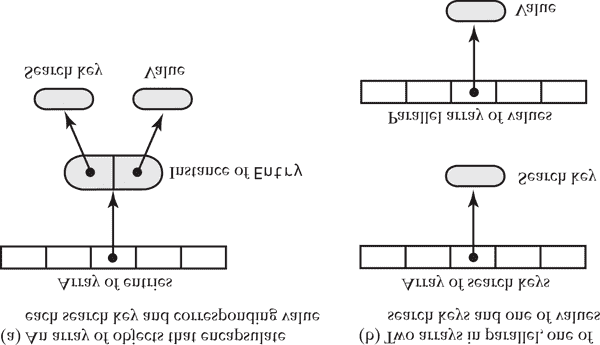 (a) An array of objects that encapsulate
each search key and corresponding value
Array of entries
Instance of Entry
Search key
Value
(b) Two arrays in parallel, one of
search keys and one of values
Array of search keys
Search key
Parallel array of values
Value